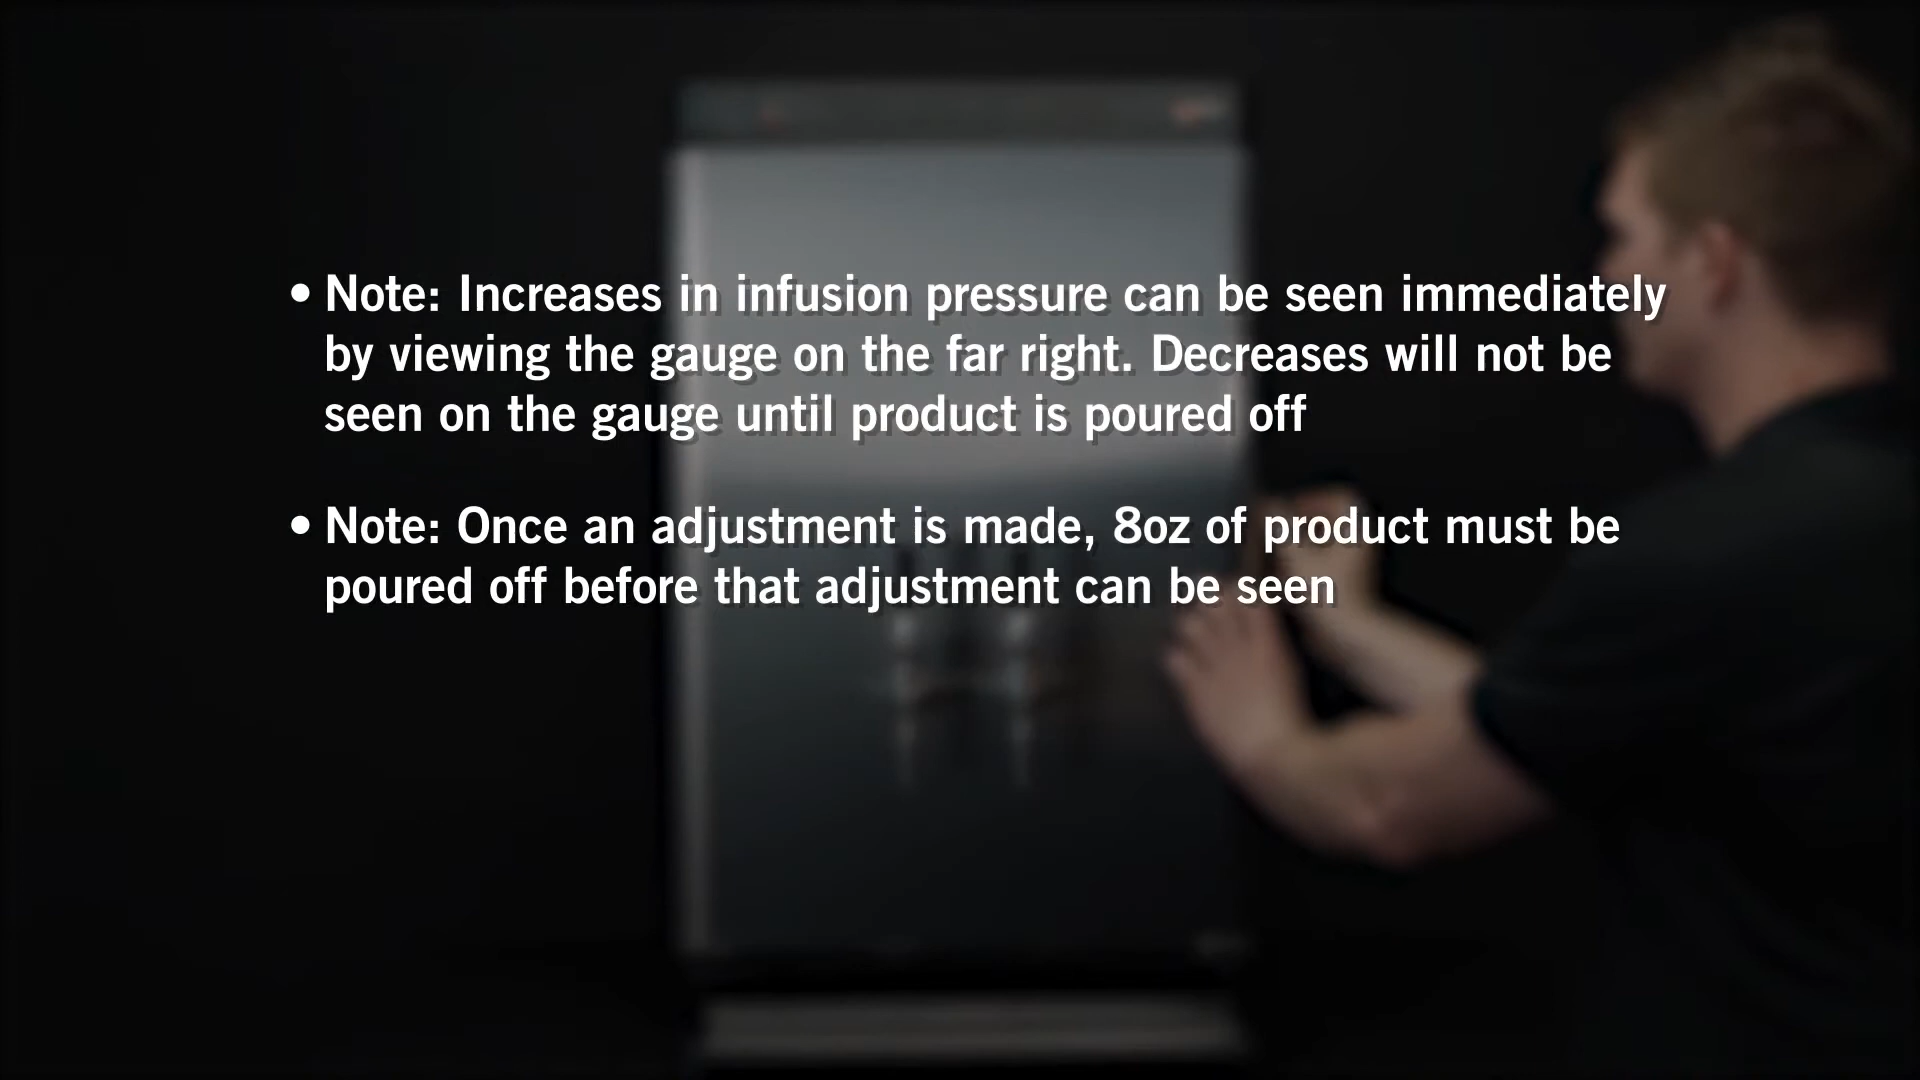 • Note: Increases in infusion pressure can be seen immediately
by viewing the gauge on the far right. Decreases will not be
seen on the gauge until product is poured off
• Note: Once an adjustment is made, 8oz of product must be
poured off before that adjustment can be seen